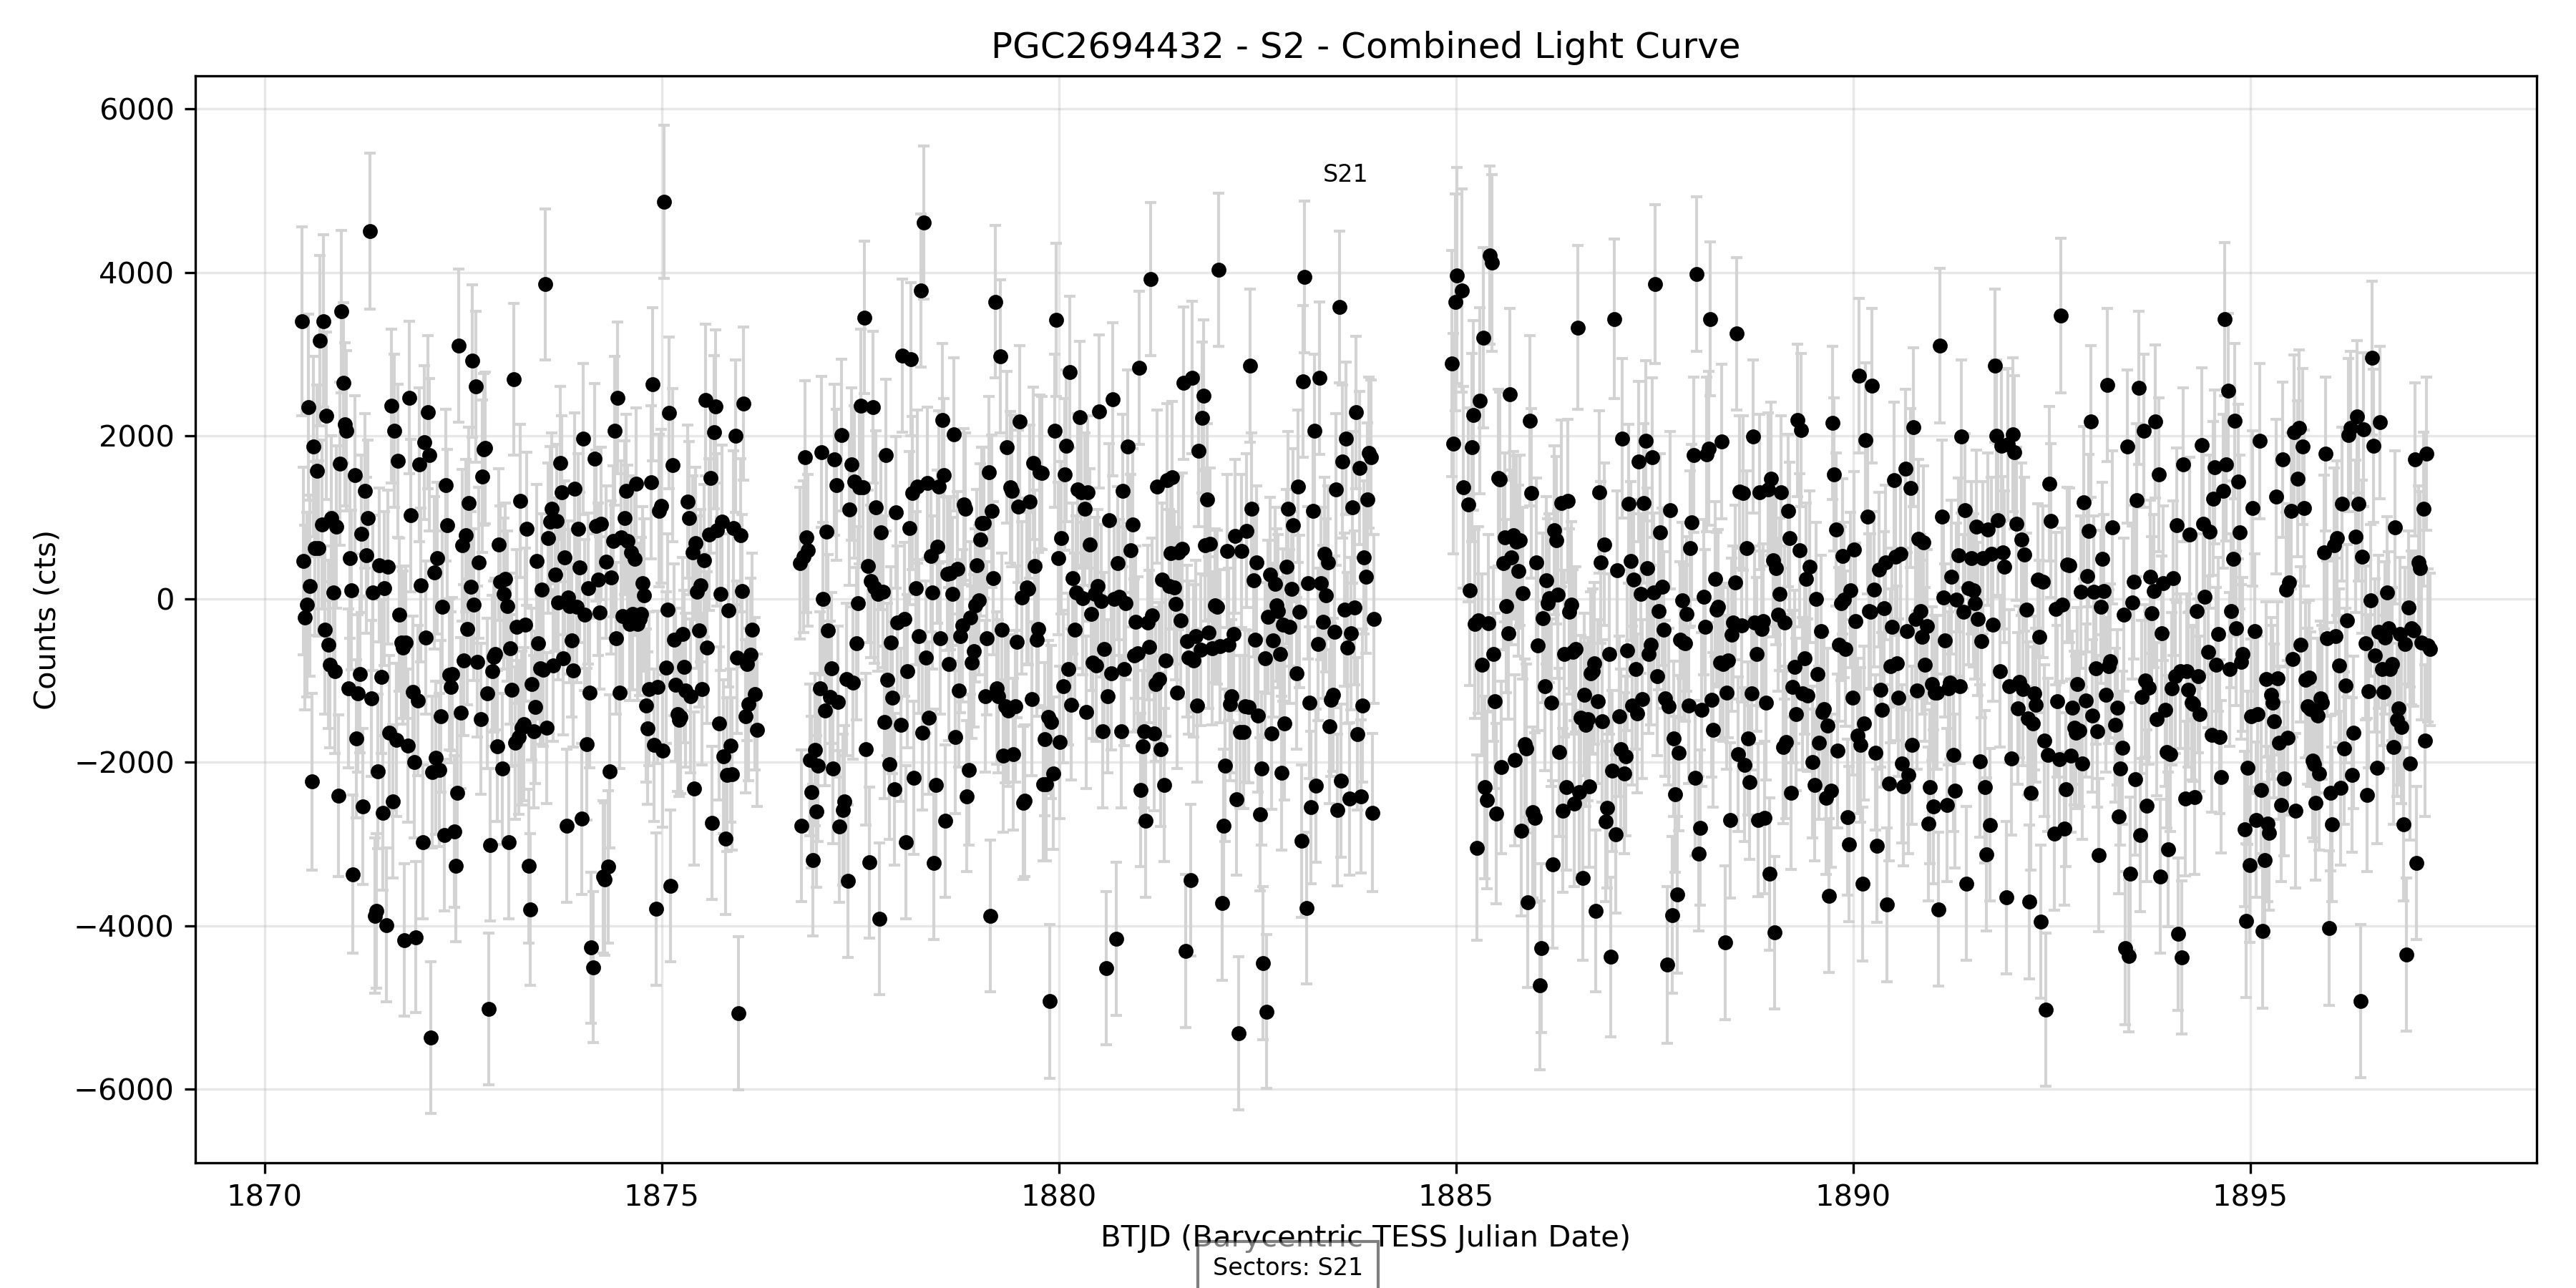 PGC2694432 - S2 - Combined Light Curve
6000
4000
2000
0
−2000
−4000
−6000
Counts (cts)
S21
1870
1875
1880
1885
1890
1895
BTJD (Barycentric TESS Julian Date)
Sectors: S21